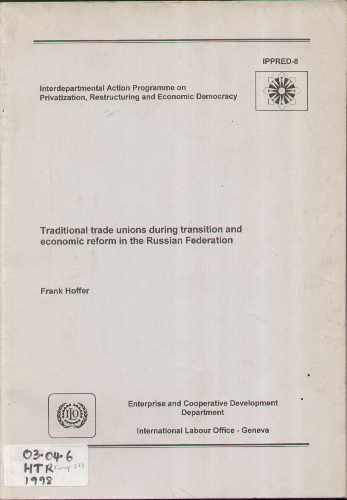 IPPRED-8
Interdepartmental Action Programme on
Privatization, Restructuring and Economic Democracy
Traditional trade unions during transition and
economic reform in the Russian Federation
Frank Hoffer
Enterprise and Cooperative Development
Department
International Labour Office - Geneva
ILO
03·04·6
HTR
1998